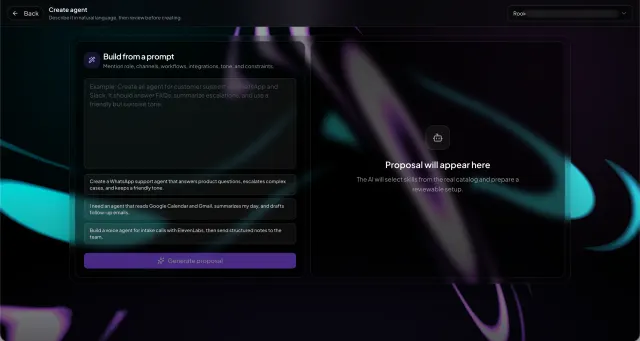 Back
Create agent
Describe it in natural language, then review before creating.
Rook
Build from a prompt
Mention role, channels, workflows, integrations, tone, and constraints.
Example: Create an agent for customer support on WhatsApp and
Slack. It should answer FAQs, summarize escalations, and use a
friendly but concise tone.
Create a WhatsApp support agent that answers product questions, escalates complex
cases, and keeps a friendly tone.
I need an agent that reads Google Calendar and Gmail, summarizes my day, and drafts
follow-up emails.
Build a voice agent for intake calls with ElevenLabs, then send structured notes to the
team.
Generate proposal
Proposal will appear here
The AI will select skills from the real catalog and prepare a
reviewable setup.